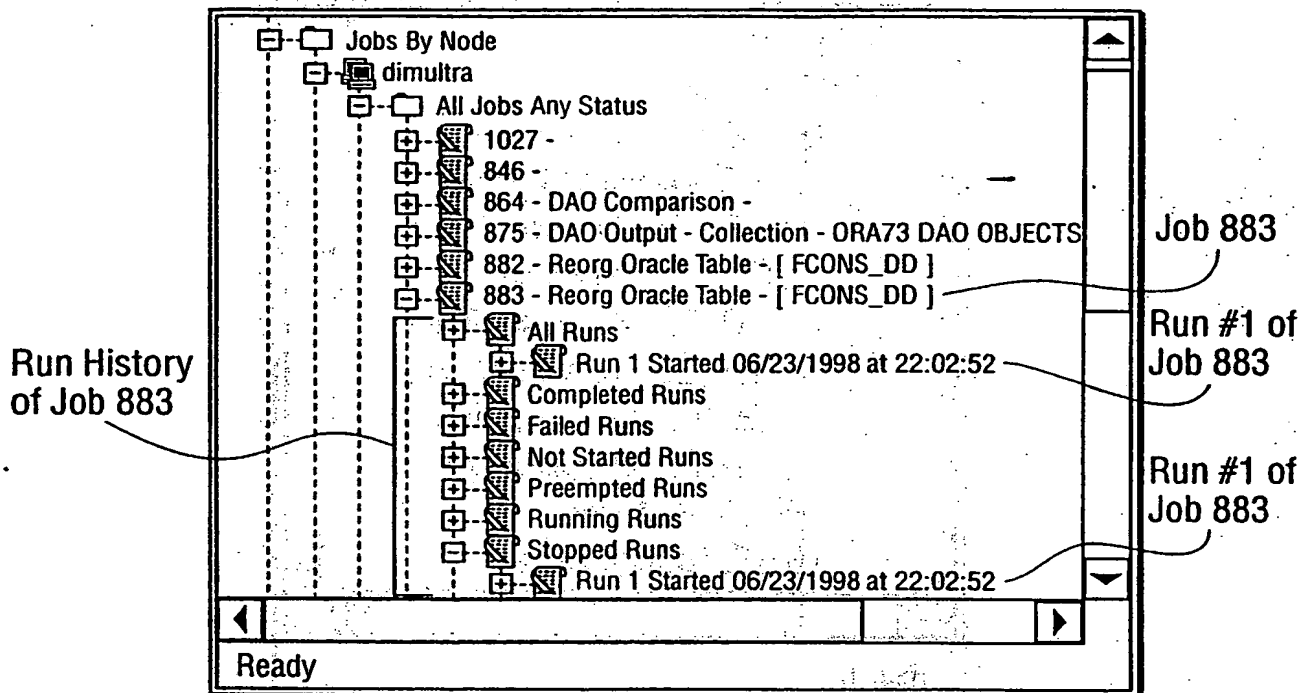 Jobs By Node
dimultra
All Jobs Any Status
1027 -
846 -
864 - DAO Comparison -
875 - DAO Output - Collection - ORA73 DAO OBJECTS
882 - Reorg Oracle Table - [ FCONS_DD ]
883 - Reorg Oracle Table - [ FCONS_DD ]
All Runs
Run 1 Started 06/23/1998 at 22:02:52
Completed Runs
Failed Runs
Not Started Runs
Preempted Runs
Running Runs
Stopped Runs
Run 1 Started 06/23/1998 at 22:02:52
Ready
Run History
of Job 883
Job 883
Run #1 of
Job 883
Run #1 of
Job 883